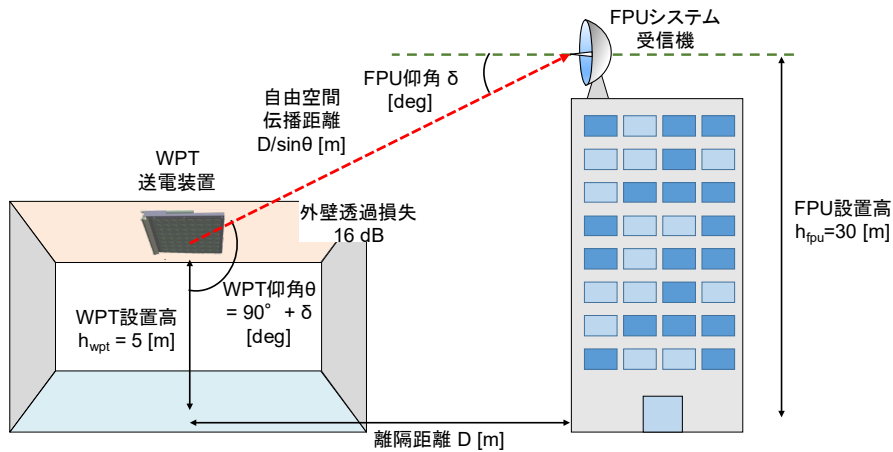 FPUシステム
受信機
FPU仰角 δ
[deg]
自由空間
伝播距離
D/sinθ [m]
WPT
送電装置
外壁透過損失
16 dB
FPU設置高
hfpu=30 [m]
WPT仰角θ
= 90° + δ
[deg]
WPT設置高
hwpt = 5 [m]
離隔距離 D [m]